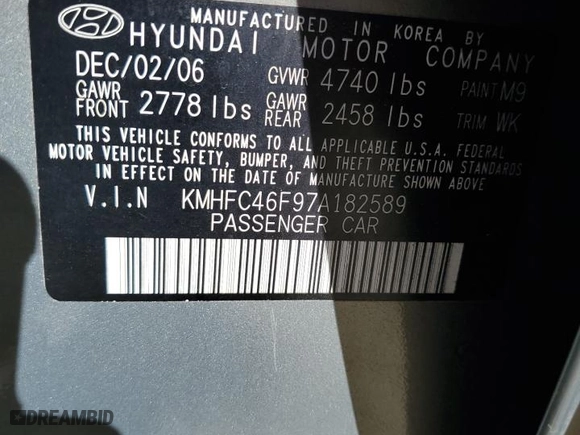 MANUFACTURED IN KOREA BY
HYUNDAI MOTOR COMPANY
DEC/02/06 GVWR 4740 lbs PAINT M9
GAWR FRONT 2778 lbs GAWR REAR 2458 lbs TRIM WK
THIS VEHICLE CONFORMS TO ALL APPLICABLE U.S.A. FEDERAL
MOTOR VEHICLE SAFETY, BUMPER, AND THEFT PREVENTION STANDARDS
IN EFFECT ON THE DATE OF MANUFACTURE SHOWN ABOVE
V.I.N KMHFC46F97A182589
PASSENGER CAR
DREAMBID